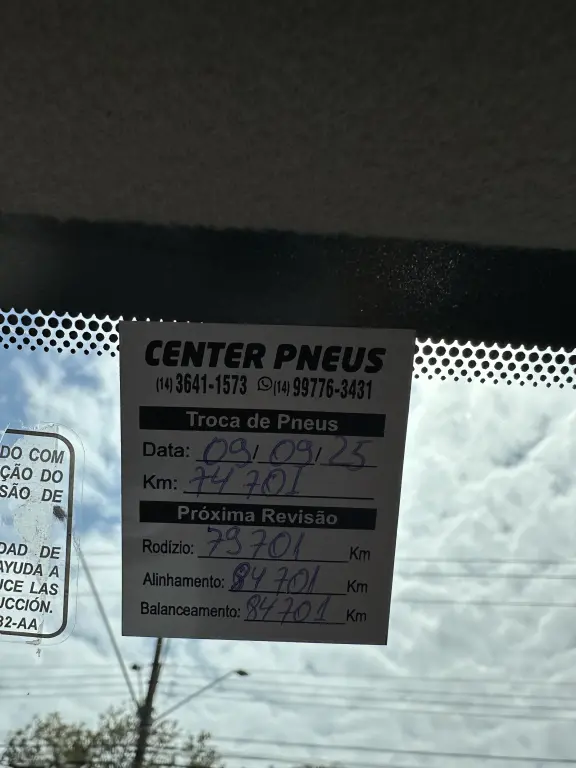 CENTER PNEUS
(14) 3641-1573 (14) 99776-3431
Troca de Pneus
Data: 09/09/25
Km: 74701
Próxima Revisão
Rodízio: 79701 Km
Alinhamento: 84701 Km
Balanceamento: 84701 Km
DO COM
ÇÃO DO
SÃO DE
DAD DE
AYUDA A
UCE LAS
UCCIÓN.
32-AA